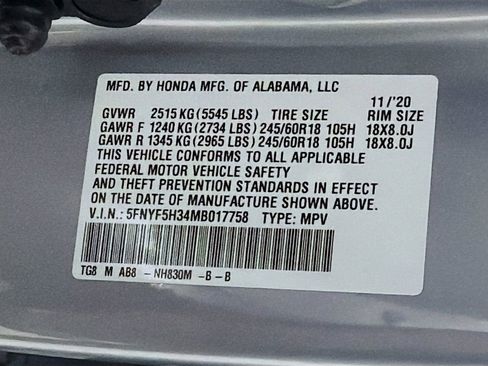 MFD. BY HONDA MFG. OF ALABAMA, LLC
11/'20
GVWR 2515 KG (5545 LBS) TIRE SIZE RIM SIZE
GAWR F 1240 KG (2734 LBS) 245/60R18 105H 18X8.0J
GAWR R 1345 KG (2965 LBS) 245/60R18 105H 18X8.0J
THIS VEHICLE CONFORMS TO ALL APPLICABLE
FEDERAL MOTOR VEHICLE SAFETY
AND THEFT PREVENTION STANDARDS IN EFFECT
ON THE DATE OF MANUFACTURE SHOWN ABOVE.
V.I.N.: 5FNYF5H34MB017758 TYPE: MPV
TG8 M AB8 - NH830M -B - B